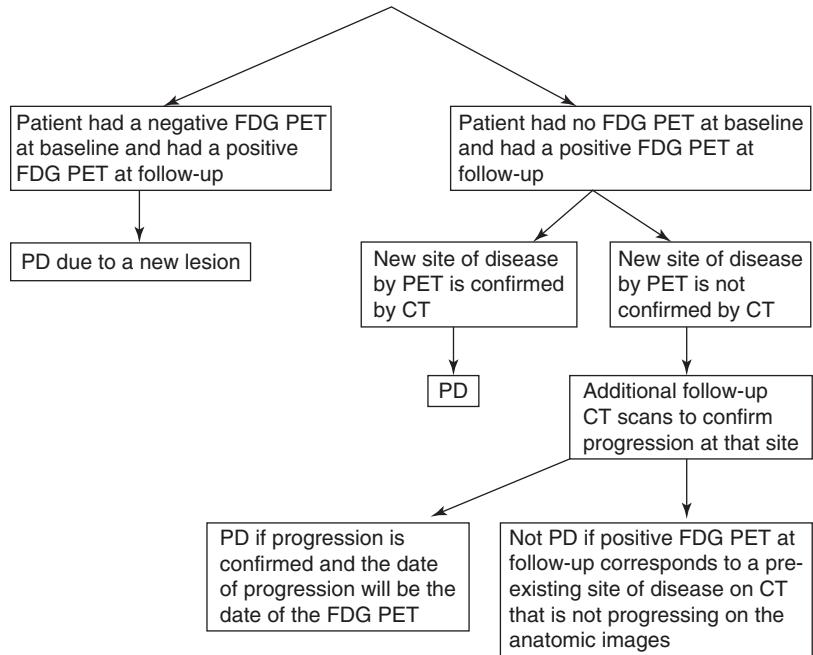 Patient had a negative FDG PET
at baseline and had a positive
FDG PET at follow-up
Patient had no FDG PET at baseline
and had a positive FDG PET at
follow-up
PD due to a new lesion
New site of disease
by PET is confirmed
by CT
New site of disease
by PET is not
confirmed by CT
PD
Additional follow-up
CT scans to confirm
progression at that site
PD if progression is
confirmed and the date
of progression will be the
date of the FDG PET
Not PD if positive FDG PET at
follow-up corresponds to a pre-
existing site of disease on CT
that is not progressing on the
anatomic images